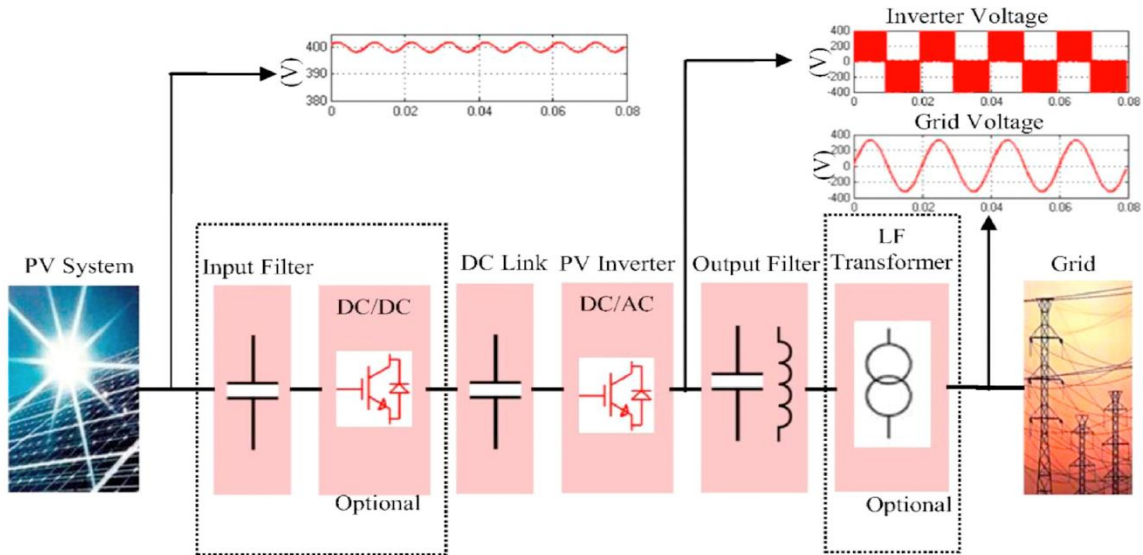 (V)
400
395
380
0
0.02
0.04
0.06
0.08
Inverter Voltage
(V)
400
200
0
-200
-400
0
0.02
0.04
0.06
0.08
Grid Voltage
(V)
400
200
0
-200
-400
0
0.02
0.04
0.06
0.08
PV System
Input Filter
DC/DC
Optional
DC Link
PV Inverter
DC/AC
Output Filter
LF
Transformer
Optional
Grid